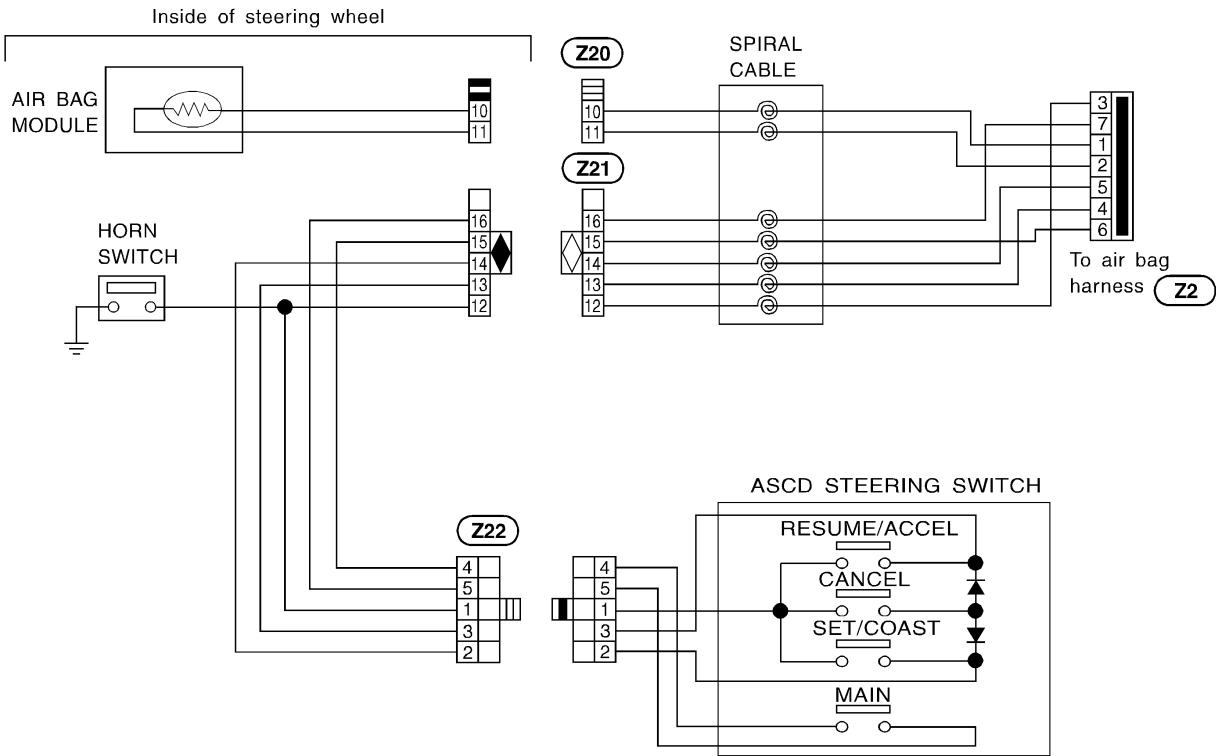 Inside of steering wheel
AIR BAG
MODULE
10
11
Z20
10
11
SPIRAL
CABLE
3
7
1
2
5
4
6
To air bag
harness Z2
Z21
HORN
SWITCH
16
15
14
13
12
16
15
14
13
12
Z22
4
5
1
3
2
4
5
1
3
2
ASCD STEERING SWITCH
RESUME/ACCEL
CANCEL
SET/COAST
MAIN